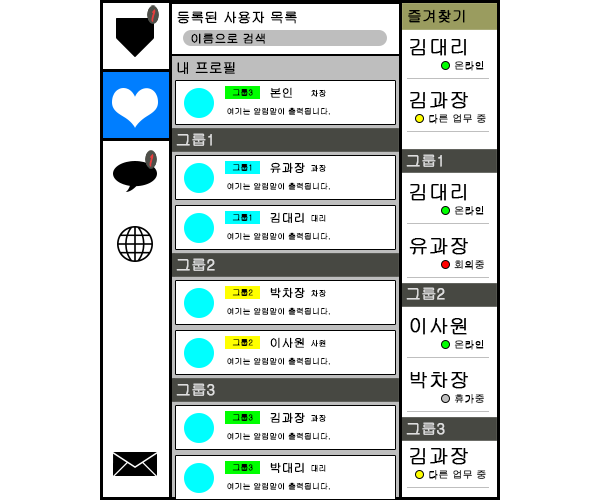 등록된 사용자 목록
이름으로 검색
내 프로필
그룹3 본인 차장
여기는 알림말이 출력됩니다.
그룹1
그룹1 유과장 과장
여기는 알림말이 출력됩니다.
그룹1 김대리 대리
여기는 알림말이 출력됩니다.
그룹2
그룹2 박차장 차장
여기는 알림말이 출력됩니다.
그룹2 이사원 사원
여기는 알림말이 출력됩니다.
그룹3
그룹3 김과장 과장
여기는 알림말이 출력됩니다.
그룹3 박대리 대리
여기는 알림말이 출력됩니다.
즐겨찾기
김대리
온라인
김과장
다른 업무 중
그룹1
김대리
온라인
유과장
회의중
그룹2
이사원
온라인
박차장
휴가중
그룹3
김과장
다른 업무 중